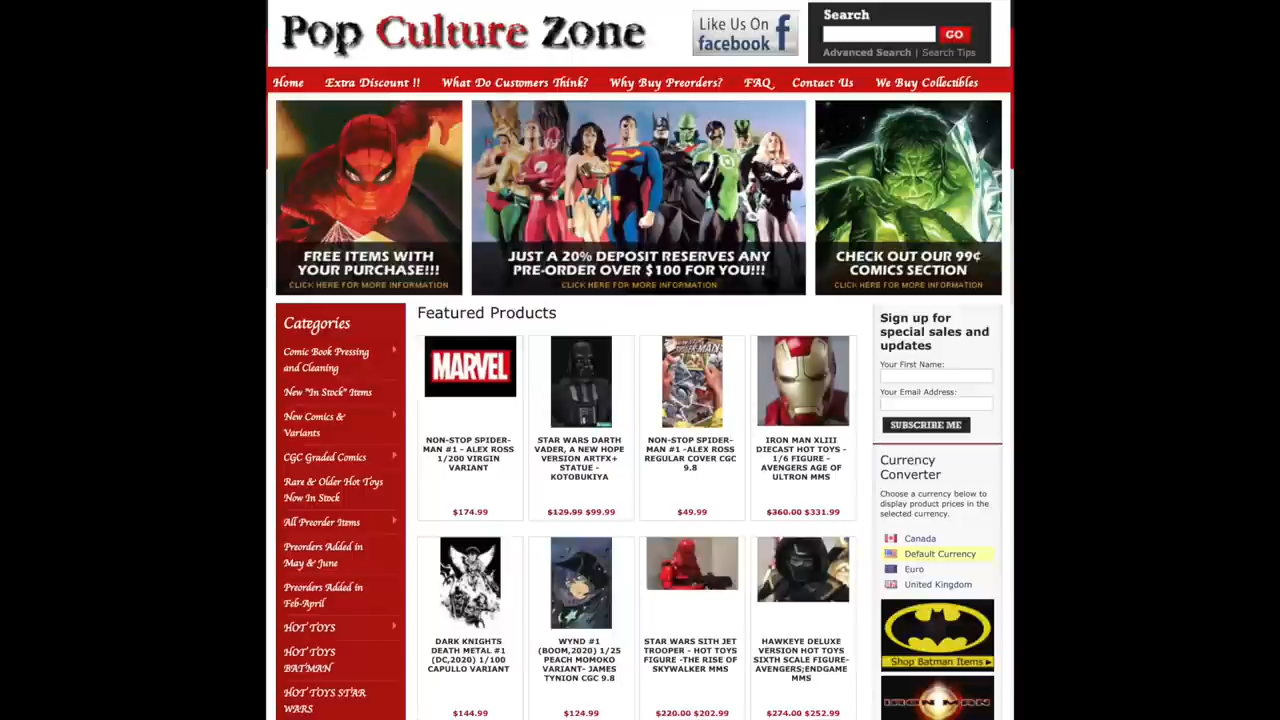 Pop Culture Zone
Like Us On
facebook f
Search
GO
Advanced Search | Search Tips
Home
Extra Discount !!
What Do Customers Think?
Why Buy Preorders?
FAQ
Contact Us
We Buy Collectibles
FREE ITEMS WITH
YOUR PURCHASE!!!
CLICK HERE FOR MORE INFORMATION
JUST A 20% DEPOSIT RESERVES ANY
PRE-ORDER OVER $100 FOR YOU!!!
CLICK HERE FOR MORE INFORMATION
CHECK OUT OUR 99¢
COMICS SECTION
CLICK HERE FOR MORE INFORMATION
Categories
Comic Book Pressing
and Cleaning
New "In Stock" Items
New Comics &
Variants
CGC Graded Comics
Rare & Older Hot Toys
Now In Stock
All Preorder Items
Preorders Added in
May & June
Preorders Added in
Feb-April
HOT TOYS
HOT TOYS
BATMAN
HOT TOYS STAR
WARS
Featured Products
MARVEL
NON-STOP SPIDER-
MAN #1 - ALEX ROSS
1/200 VIRGIN
VARIANT
$174.99
STAR WARS DARTH
VADER, A NEW HOPE
VERSION ARTFX+
STATUE -
KOTOBUKIYA
$129.99 $99.99
NON-STOP SPIDER-
MAN #1 -ALEX ROSS
REGULAR COVER CGC
9.8
$49.99
IRON MAN XLIII
DIECAST HOT TOYS -
1/6 FIGURE -
AVENGERS AGE OF
ULTRON MMS
$360.00 $331.99
DARK KNIGHTS
DEATH METAL #1
(DC,2020) 1/100
CAPULLO VARIANT
$144.99
WYND #1
(BOOM,2020) 1/25
PEACH MOMOKO
VARIANT- JAMES
TYNION CGC 9.8
$124.99
STAR WARS SITH JET
TROOPER - HOT TOYS
FIGURE -THE RISE OF
SKYWALKER MMS
$220.00 $202.99
HAWKEYE DELUXE
VERSION HOT TOYS
SIXTH SCALE FIGURE-
AVENGERS;ENDGAME
MMS
$274.00 $252.99
Sign up for
special sales and
updates
Your First Name:
Your Email Address:
SUBSCRIBE ME
Currency
Converter
Choose a currency below to
display product prices in the
selected currency.
Canada
Default Currency
Euro
United Kingdom
Shop Batman Items
IRON MAN